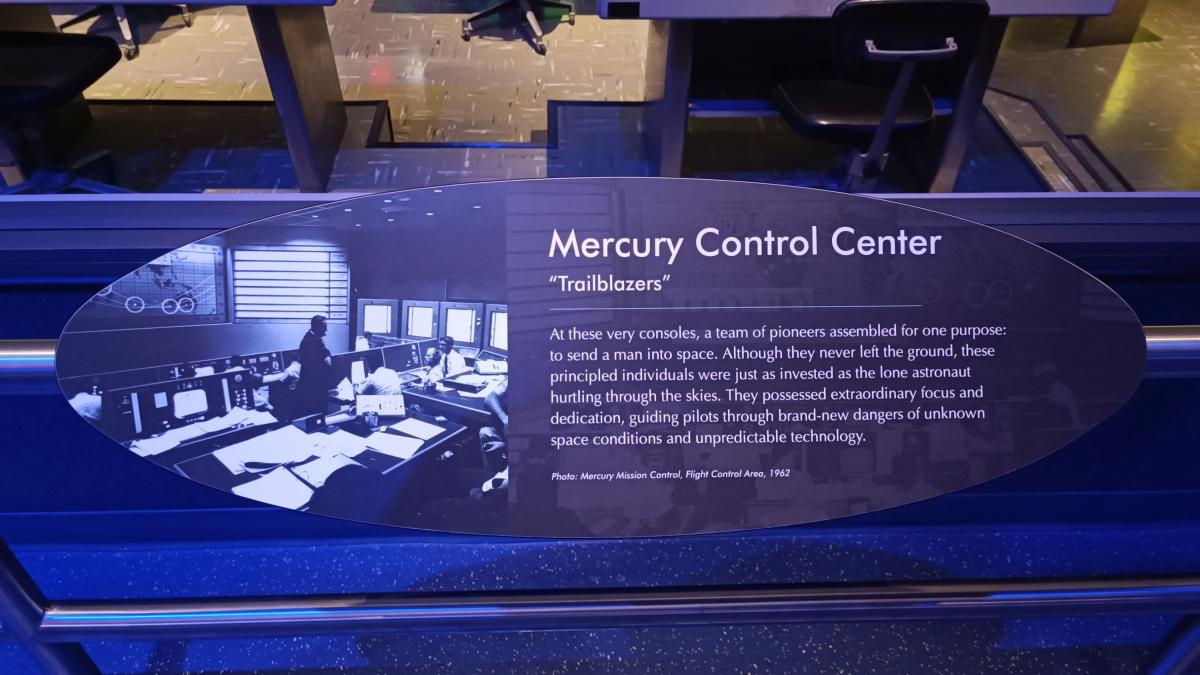 Mercury Control Center
“Trailblazers”
At these very consoles, a team of pioneers assembled for one purpose:
to send a man into space. Although they never left the ground, these
principled individuals were just as invested as the lone astronaut
hurtling through the skies. They possessed extraordinary focus and
dedication, guiding pilots through brand-new dangers of unknown
space conditions and unpredictable technology.
Photo: Mercury Mission Control, Flight Control Area, 1962